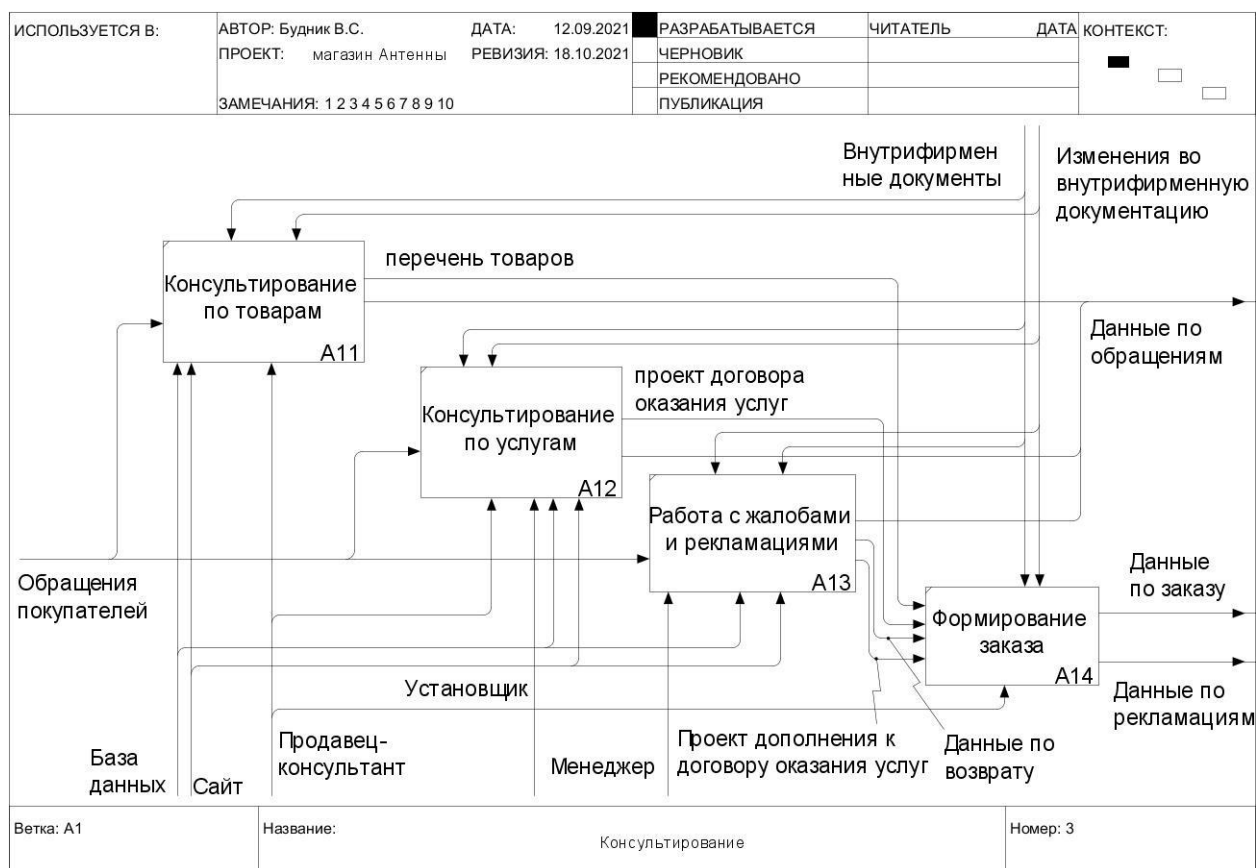 ИСПОЛЬЗУЕТСЯ В:
АВТОР: Будник В.С.
ДАТА: 12.09.2021
ПРОЕКТ: магазин Антенны
РЕВИЗИЯ: 18.10.2021
ЗАМЕЧАНИЯ: 1 2 3 4 5 6 7 8 9 10
РАЗРАБАТЫВАЕТСЯ
ЧЕРНОВИК
РЕКОМЕНДОВАНО
ПУБЛИКАЦИЯ
ЧИТАТЕЛЬ
ДАТА
КОНТЕКСТ:
Внутрифирмен
ные документы
Изменения во
внутрифирменную
документацию
Консультирование
по товарам
A11
перечень товаров
Данные по
обращениям
Консультирование
по услугам
A12
проект договора
оказания услуг
Работа с жалобами
и рекламациями
A13
Обращения
покупателей
Формирование
заказа
A14
Данные
по заказу
Данные по
рекламациям
Установщик
База
данных
Сайт
Продавец-
консультант
Менеджер
Проект дополнения к
договору оказания услуг
Данные по
возврату
Ветка: A1
Название:
Консультирование
Номер: 3